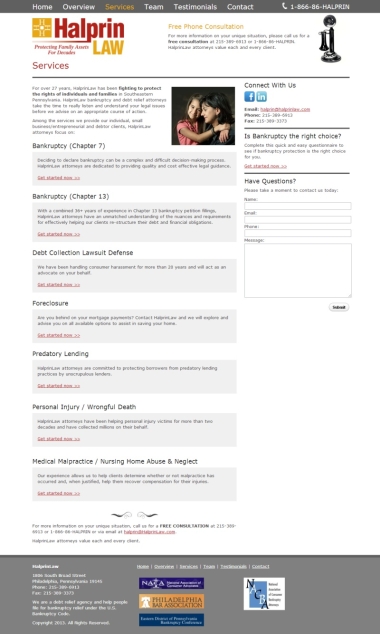 Home Overview Services Team Testimonials Contact 1-866-86-HALPRIN
Halprin
LAW
Protecting Family Assets
For Decades
Free Phone Consultation
For more information on your unique situation, please call us for a
free consultation at 215-389-6913 or 1-866-86-HALPRIN.
HalprinLaw attorneys value each and every client.
Services
For over 37 years, HalprinLaw has been fighting to protect
the rights of individuals and families in Southeastern
Pennsylvania. HalprinLaw bankruptcy and debt relief attorneys
take the time to really listen and understand your legal issues
before we advise on an appropriate course of action.
Among the services we provide our individual, small
business/entrepreneurial and debtor clients, HalprinLaw
attorneys focus on:
Bankruptcy (Chapter 7)
Deciding to declare bankruptcy can be a complex and difficult decision-making process.
HalprinLaw attorneys are dedicated to providing quality and cost effective legal guidance.
Get started now >>
Bankruptcy (Chapter 13)
With a combined 30+ years of experience in Chapter 13 bankruptcy petition filings,
HalprinLaw attorneys have an unmatched understanding of the nuances and requirements
for effectively helping our clients re-structure their debt and financial obligations.
Get started now >>
Debt Collection Lawsuit Defense
We have been handling consumer harassment for more than 20 years and will act as an
advocate on your behalf.
Get started now >>
Foreclosure
Are you behind on your mortgage payments? Contact HalprinLaw and we will explore and
advise you on all available options to assist in saving your home.
Get started now >>
Predatory Lending
HalprinLaw attorneys are committed to protecting borrowers from predatory lending
practices by unscrupulous lenders.
Get started now >>
Personal Injury / Wrongful Death
HalprinLaw attorneys have been helping personal injury victims for more than two
decades and have collected millions on their behalf.
Get started now >>
Medical Malpractice / Nursing Home Abuse & Neglect
Our experience allows us to help clients determine whether or not malpractice has
occurred and, when justified, help them recover compensation for their injuries.
Get started now >>
For more information on your unique situation, call us for a FREE CONSULTATION at 215-389-
6913 or 1-866-86-HALPRIN or via email at halprin@HalprinLaw.com.
HalprinLaw attorneys value each and every client.
Connect With Us
Email: halprin@halprinlaw.com
Phone: 215-389-6913
Fax: 215-389-3373
Is Bankruptcy the right choice?
Complete the quick and easy questionnaire to
see if bankruptcy protection is the right choice
for you.
Get started now >>
Have Questions?
Please take a moment to contact us today!
Name:
Email:
Phone:
Message:
Submit
HalprinLaw
1806 South Broad Street
Philadelphia, Pennsylvania 19145
Phone: 215-389-6913
Fax: 215-389-3373
We are a debt relief agency and help people
file for bankruptcy relief under the U.S.
Bankruptcy Code.
Copyright 2013. All Rights Reserved.
Home | Overview | Services | Team | Testimonials | Contact
NACA National Association of
Consumer Advocates
PHILADELPHIA
BAR ASSOCIATION
Eastern District of Pennsylvania
Bankruptcy Conference
National
Association
of Consumer
Bankruptcy
Attorneys